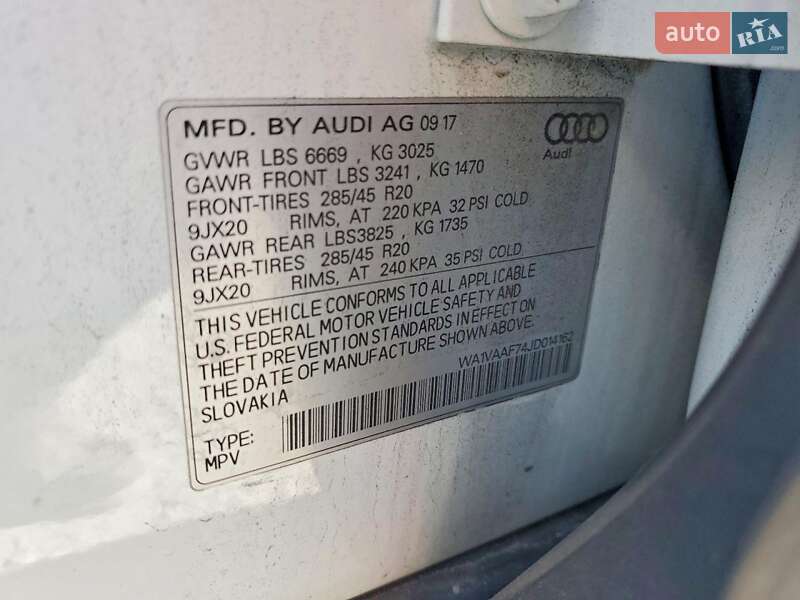 auto RIA
.com
MFD. BY AUDI AG 09 17
Audi
GVWR LBS 6669 , KG 3025
GAWR FRONT LBS 3241 , KG 1470
FRONT-TIRES 285/45 R20
9JX20 RIMS, AT 220 KPA 32 PSI COLD
GAWR REAR LBS3825 , KG 1735
REAR-TIRES 285/45 R20
9JX20 RIMS, AT 240 KPA 35 PSI COLD
THIS VEHICLE CONFORMS TO ALL APPLICABLE
U.S. FEDERAL MOTOR VEHICLE SAFETY AND
THEFT PREVENTION STANDARDS IN EFFECT ON
THE DATE OF MANUFACTURE SHOWN ABOVE.
SLOVAKIA WA1VAAF74JD014162
TYPE:
MPV